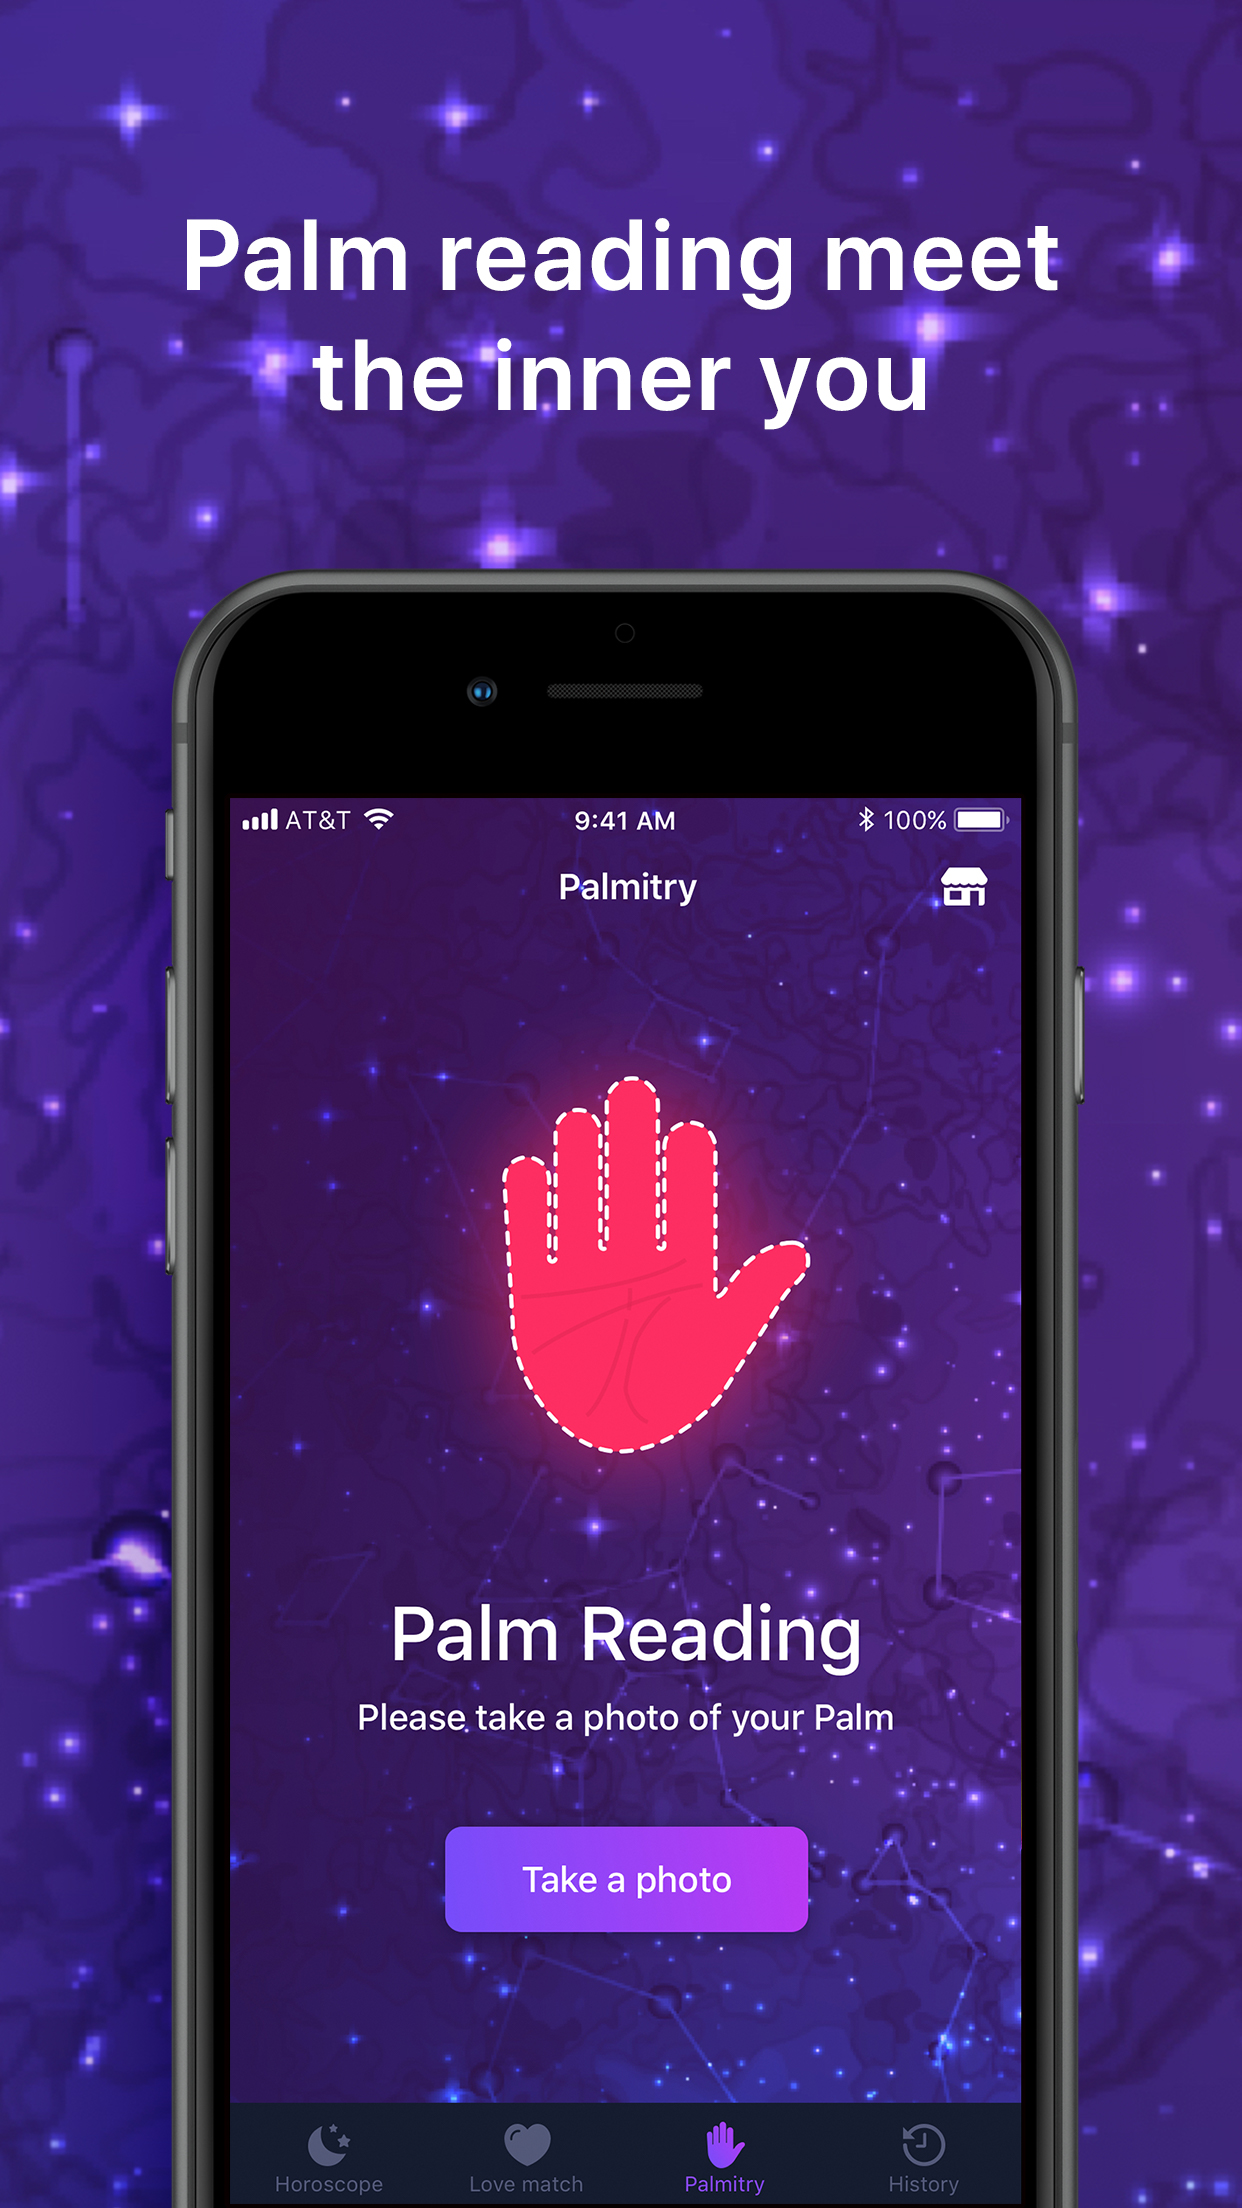 Palm reading meet
the inner you
AT&T 9:41 AM 100%
Palmitry
Palm Reading
Please take a photo of your Palm
Take a photo
Horoscope Love match Palmitry History